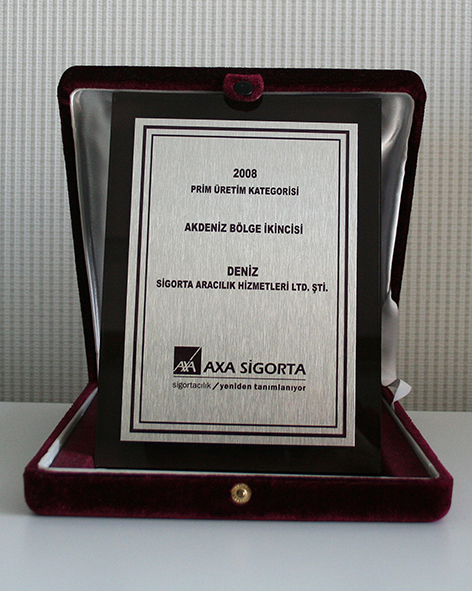 2008
PRİM ÜRETİM KATEGORİSİ
AKDENİZ BÖLGE İKİNCİSİ
DENİZ
SİGORTA ARACILIK HİZMETLERİ LTD. ŞTİ.
AXA AXA SİGORTA
sigortacılık / yeniden tanımlanıyor